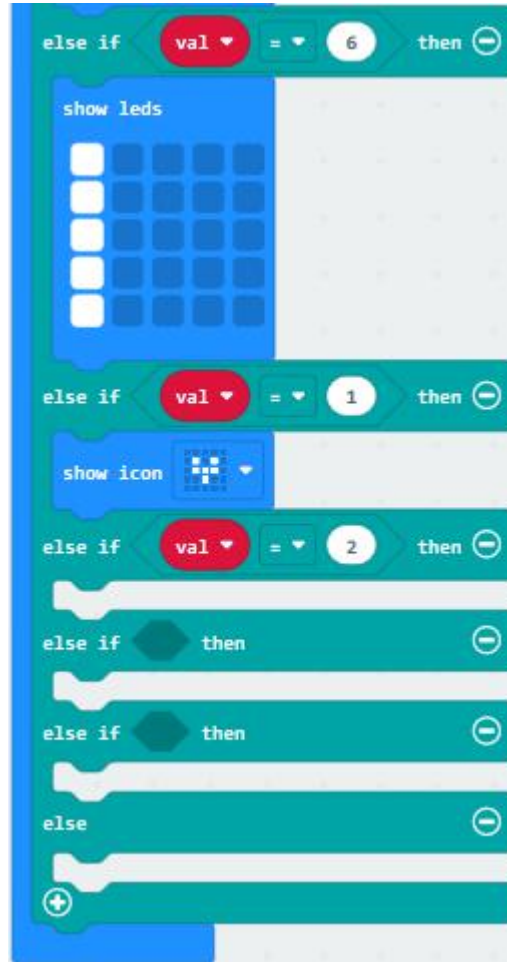 else if val = 6 then
show leds
else if val = 1 then
show icon
else if val = 2 then
else if then
else if then
else